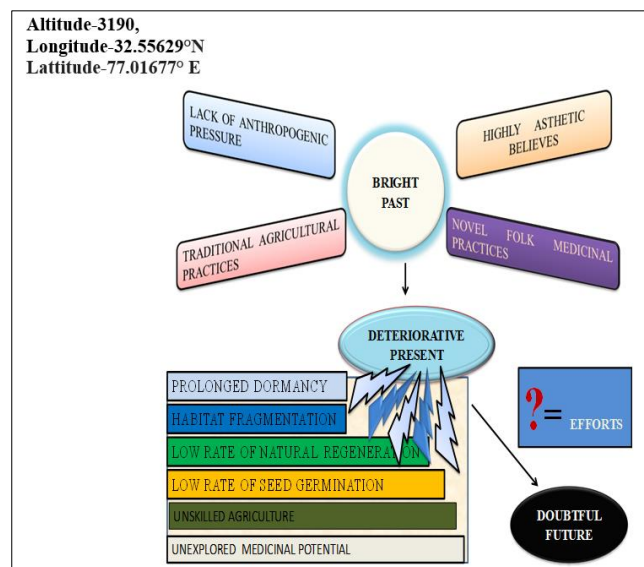 Altitude-3190,
Longitude-32.55629°N
Lattitude-77.01677° E
LACK OF ANTHROPOGENIC
PRESSURE
HIGHLY ASTHETIC
BELIEVES
BRIGHT
PAST
TRADITIONAL AGRICULTURAL
PRACTICES
NOVEL FOLK MEDICINAL
PRACTICES
DETERIORATIVE
PRESENT
PROLONGED DORMANCY
HABITAT FRAGMENTATION
LOW RATE OF NATURAL REGENERATION
LOW RATE OF SEED GERMINATION
UNSKILLED AGRICULTURE
UNEXPLORED MEDICINAL POTENTIAL
?= EFFORTS
DOUBTFUL
FUTURE